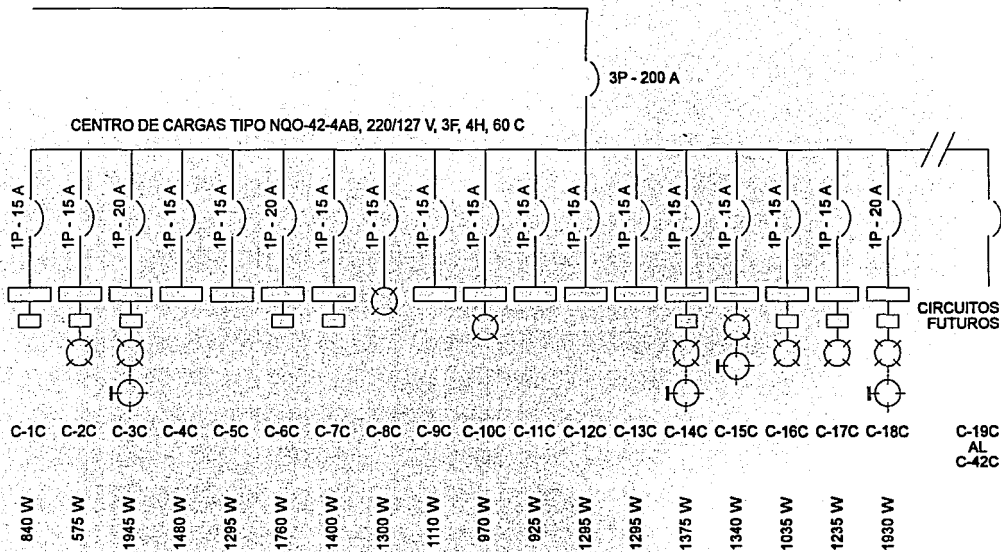 3P - 200 A
CENTRO DE CARGAS TIPO NQO-42-4AB, 220/127 V, 3F, 4H, 60 C
1P - 15 A
1P - 15 A
1P - 20 A
1P - 15 A
1P - 15 A
1P - 20 A
1P - 15 A
1P - 15 A
1P - 15 A
1P - 15 A
1P - 15 A
1P - 15 A
1P - 15 A
1P - 15 A
1P - 15 A
1P - 15 A
1P - 15 A
1P - 20 A
CIRCUITOS
FUTUROS
C-1C C-2C C-3C C-4C C-5C C-6C C-7C C-8C C-9C C-10C C-11C C-12C C-13C C-14C C-15C C-16C C-17C C-18C
C-19C
AL
C-42C
840 W
575 W
1945 W
1480 W
1295 W
1760 W
1400 W
1300 W
1110 W
970 W
925 W
1285 W
1295 W
1375 W
1340 W
1035 W
1235 W
1930 W